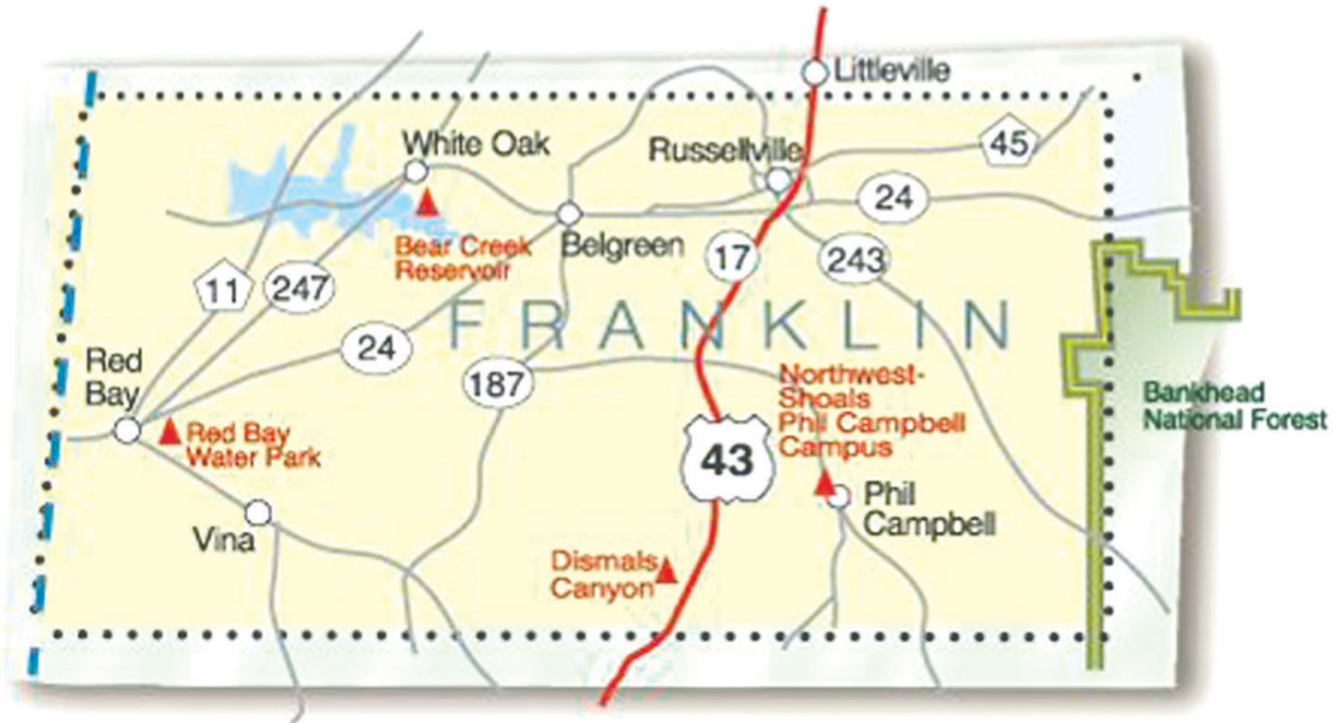 Littleville
White Oak
Russellville
45
24
Bear Creek
Reservoir
Belgreen
17
243
11
247
FRANKLIN
24
187
Red
Bay
Red Bay
Water Park
Northwest-
Shoals
Phil Campbell
Campus
Bankhead
National Forest
43
Phil
Campbell
Vina
Dismals
Canyon